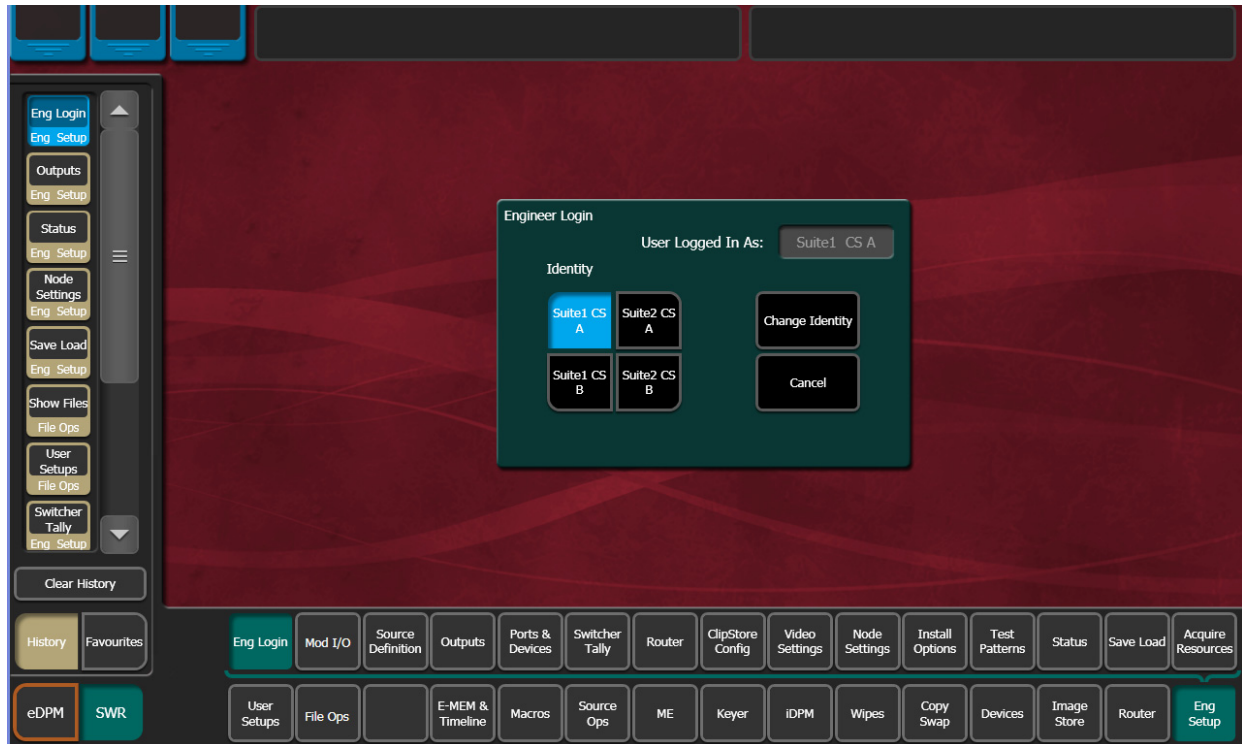 Eng Login
Eng Setup
Outputs
Eng Setup
Status
Eng Setup
Node
Settings
Eng Setup
Save Load
Eng Setup
Show Files
File Ops
User
Setups
File Ops
Switcher
Tally
Eng Setup
Clear History
History
Favourites
eDPM
SWR
Engineer Login
User Logged In As:
Suite1 CS A
Identity
Suite1 CS
A
Suite2 CS
A
Change Identity
Suite1 CS
B
Suite2 CS
B
Cancel
Eng Login
Mod I/O
Source
Definition
Outputs
Ports &
Devices
Switcher
Tally
Router
ClipStore
Config
Video
Settings
Node
Settings
Install
Options
Test
Patterns
Status
Save Load
Acquire
Resources
User
Setups
File Ops
E-MEM &
Timeline
Macros
Source
Ops
ME
Keyer
iDPM
Wipes
Copy
Swap
Devices
Image
Store
Router
Eng
Setup